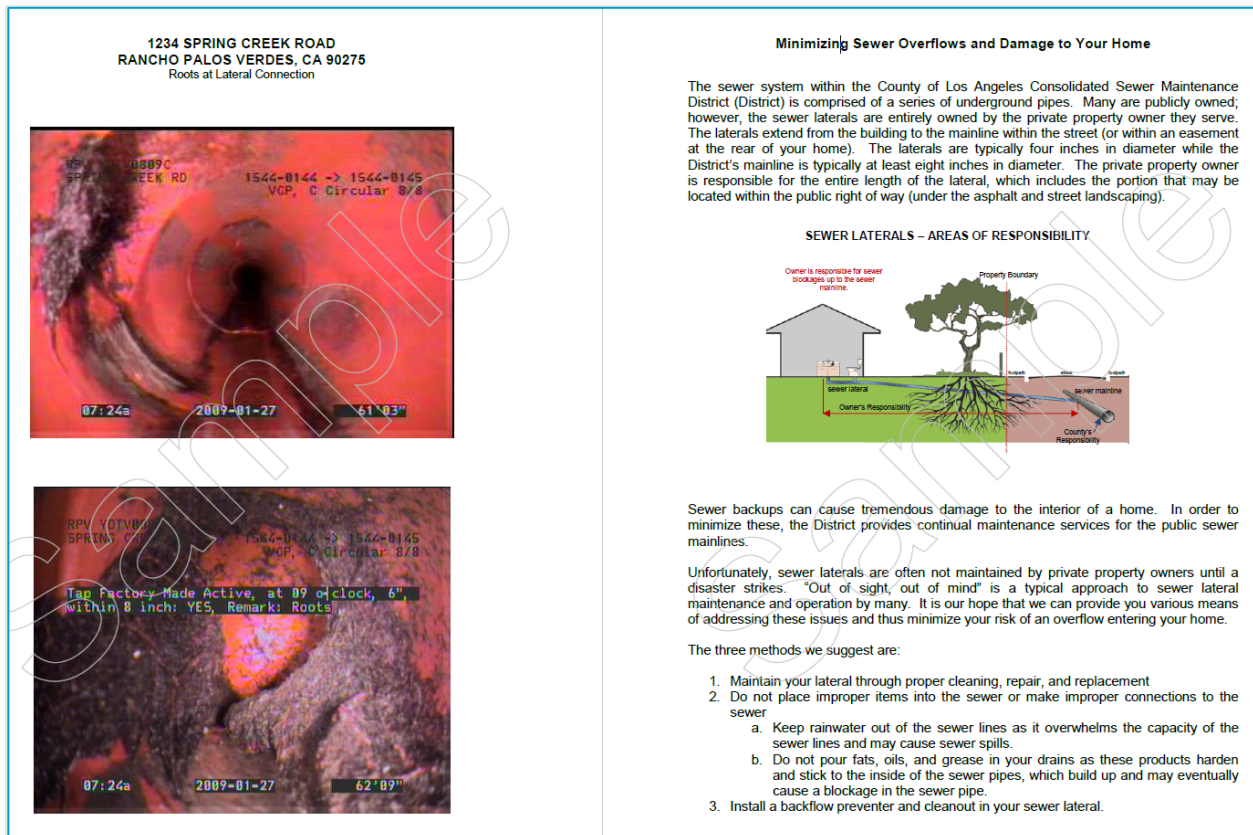 1234 SPRING CREEK ROAD
RANCHO PALOS VERDES, CA 90275
Roots at Lateral Connection
SPRING CREEK RD
1544-0144 -> 1544-0145
VCP, C Circular 8/8
07:24a
2009-01-27
61'03"
RPV
SPRING
1544-0144 -> 1544-0145
VCP, C Circular 8/8
Tap Factory Made Active, at 09 o'clock, 6",
within 8 inch: YES, Remark: Roots
07:24a
2009-01-27
62'09"
Sample
Minimizing Sewer Overflows and Damage to Your Home
The sewer system within the County of Los Angeles Consolidated Sewer Maintenance
District (District) is comprised of a series of underground pipes. Many are publicly owned;
however, the sewer laterals are entirely owned by the private property owner they serve.
The laterals extend from the building to the mainline within the street (or within an easement
at the rear of your home). The laterals are typically four inches in diameter while the
District's mainline is typically at least eight inches in diameter. The private property owner
is responsible for the entire length of the lateral, which includes the portion that may be
located within the public right of way (under the asphalt and street landscaping).
SEWER LATERALS – AREAS OF RESPONSIBILITY
Owner is responsible for sewer
blockages up to the sewer
mainline.
Property Boundary
footpath
street
footpath
sewer lateral
sewer mainline
Owner's Responsibility
County's
Responsibility
Sewer backups can cause tremendous damage to the interior of a home. In order to
minimize these, the District provides continual maintenance services for the public sewer
mainlines.
Unfortunately, sewer laterals are often not maintained by private property owners until a
disaster strikes. "Out of sight, out of mind" is a typical approach to sewer lateral
maintenance and operation by many. It is our hope that we can provide you various means
of addressing these issues and thus minimize your risk of an overflow entering your home.
The three methods we suggest are:
1. Maintain your lateral through proper cleaning, repair, and replacement
2. Do not place improper items into the sewer or make improper connections to the
sewer
a. Keep rainwater out of the sewer lines as it overwhelms the capacity of the
sewer lines and may cause sewer spills.
b. Do not pour fats, oils, and grease in your drains as these products harden
and stick to the inside of the sewer pipes, which build up and may eventually
cause a blockage in the sewer pipe.
3. Install a backflow preventer and cleanout in your sewer lateral.
Sample